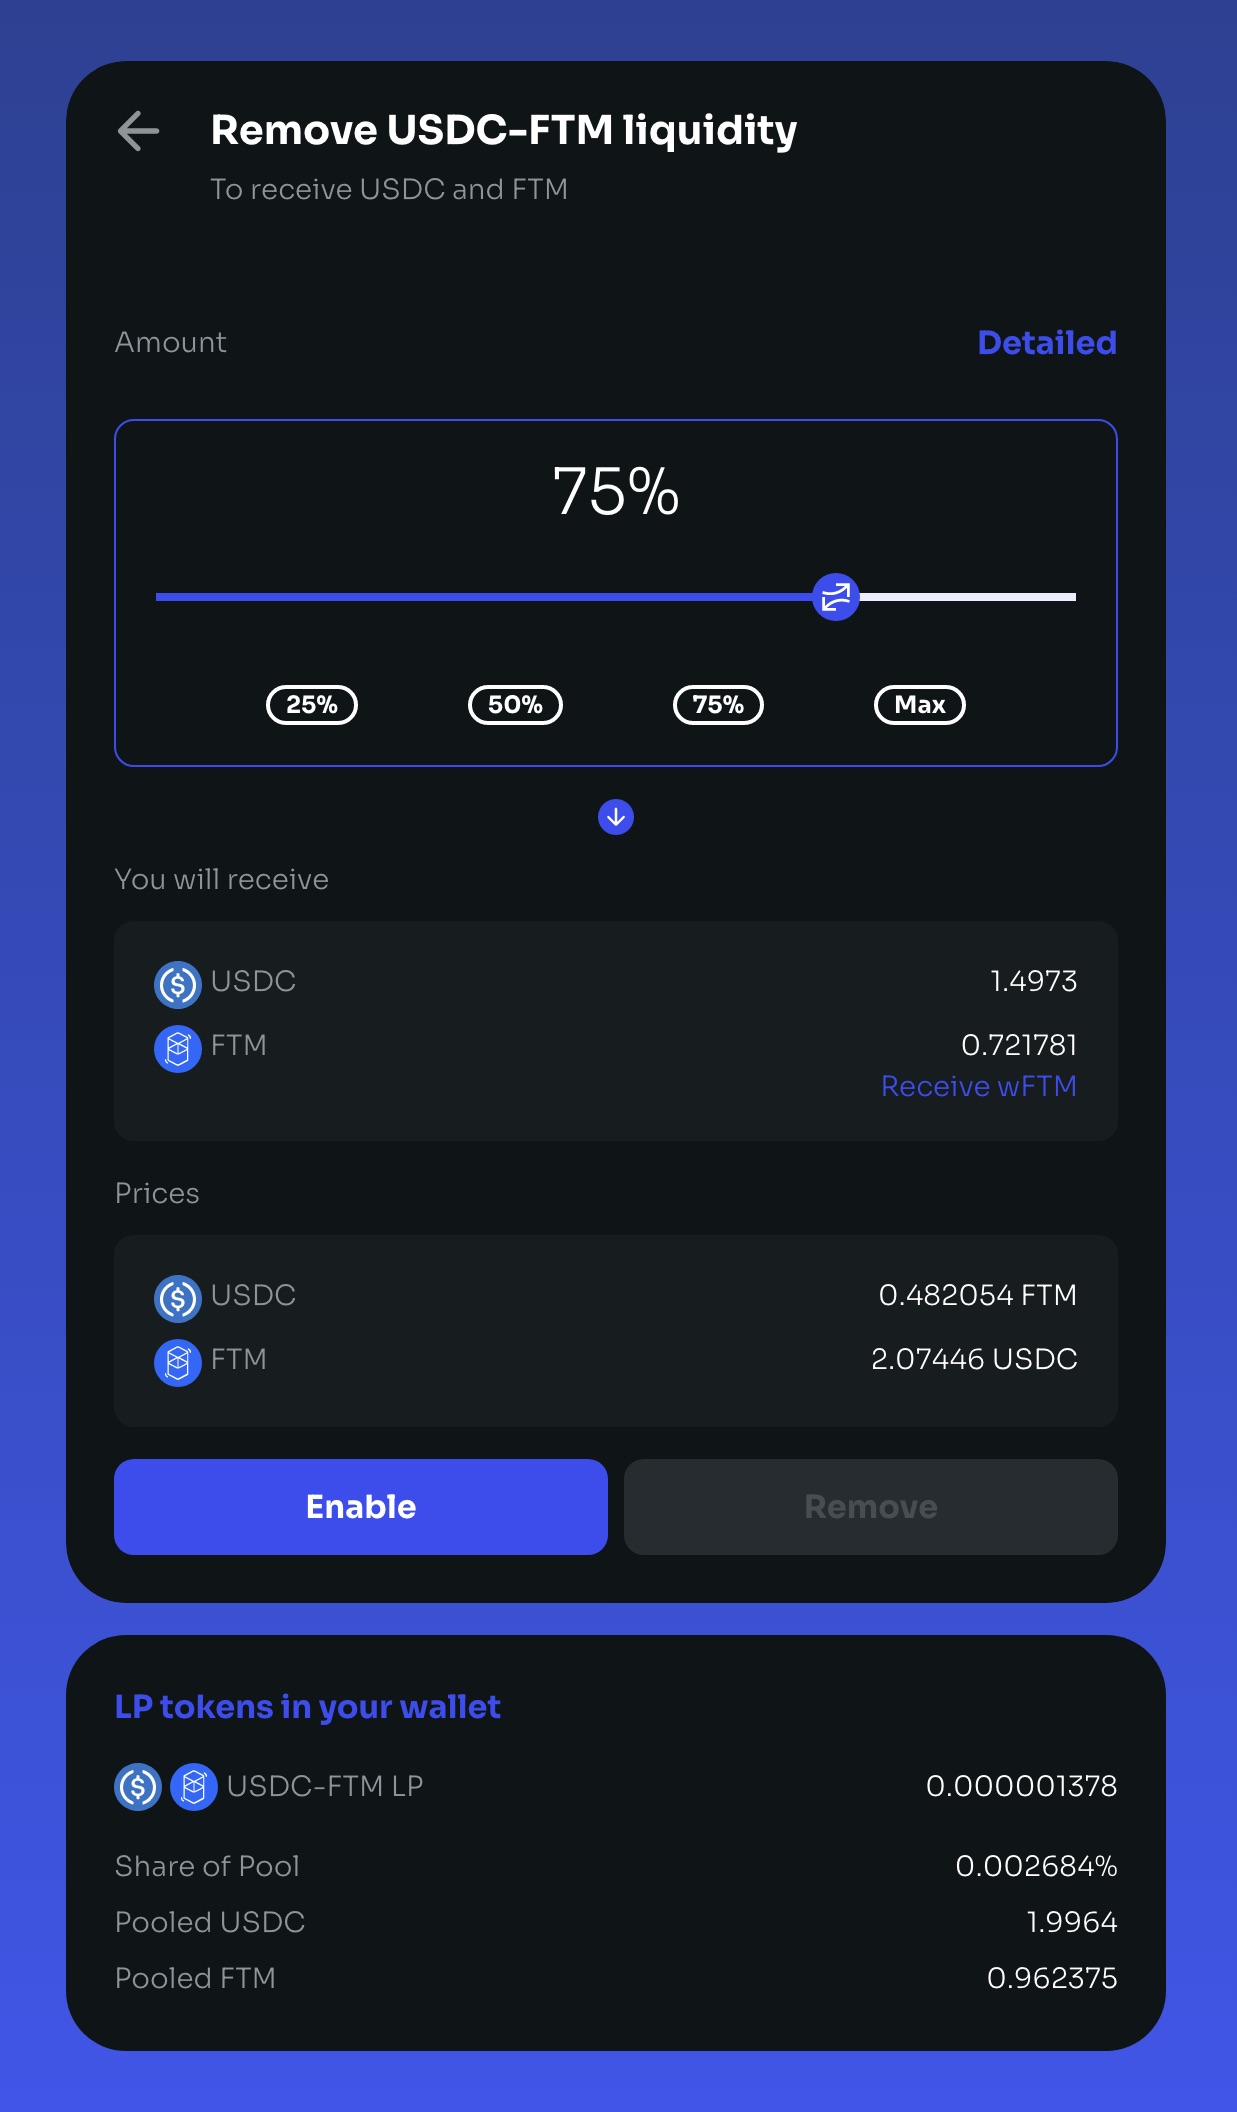 Remove USDC-FTM liquidity
To receive USDC and FTM
Amount Detailed
75%
25% 50% 75% Max
You will receive
USDC 1.4973
FTM 0.721781
Receive wFTM
Prices
USDC 0.482054 FTM
FTM 2.07446 USDC
Enable Remove
LP tokens in your wallet
USDC-FTM LP 0.000001378
Share of Pool 0.002684%
Pooled USDC 1.9964
Pooled FTM 0.962375